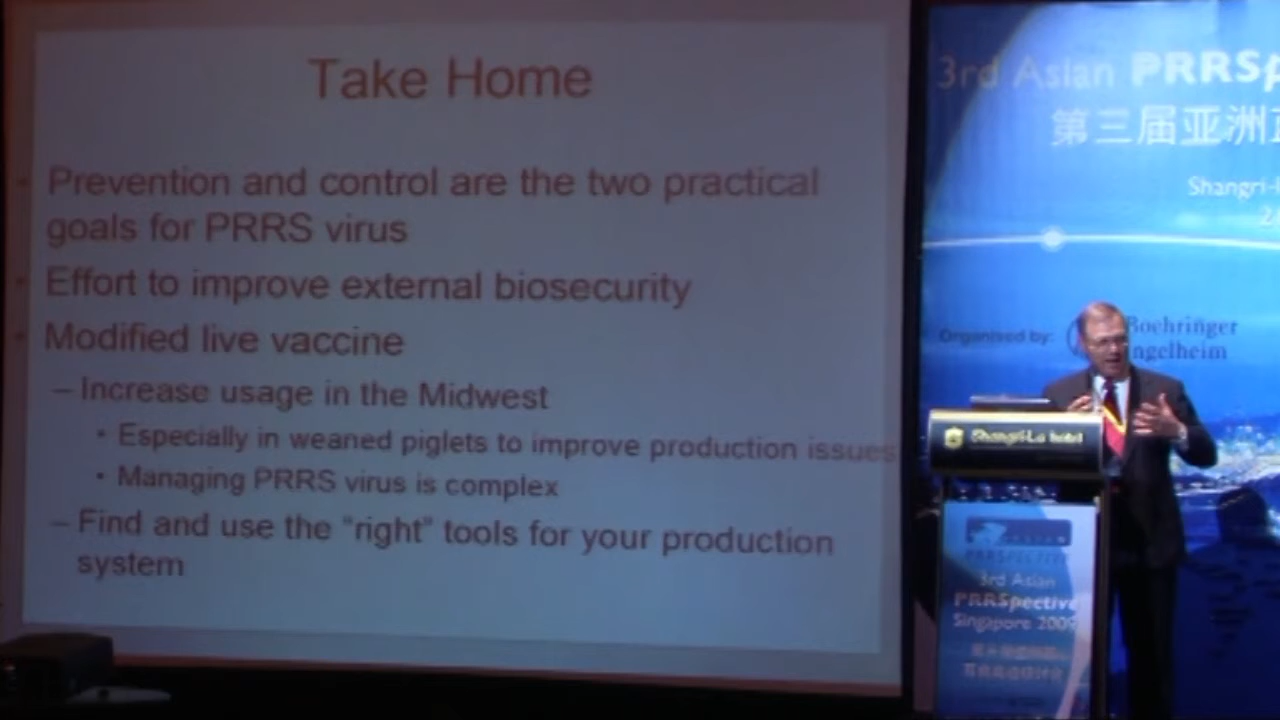 Take Home
Prevention and control are the two practical
goals for PRRS virus
Effort to improve external biosecurity
Modified live vaccine
– Increase usage in the Midwest
• Especially in weaned piglets to improve production issues
• Managing PRRS virus is complex
– Find and use the “right” tools for your production
system
3rd Asian PRRSp
第三届亚洲
Shangri-
Organised by:
Boehringer
Ingelheim
Shangri-La hotel
PRRSPECTIVE
3rd Asian
PRRSpective
Singapore 2009